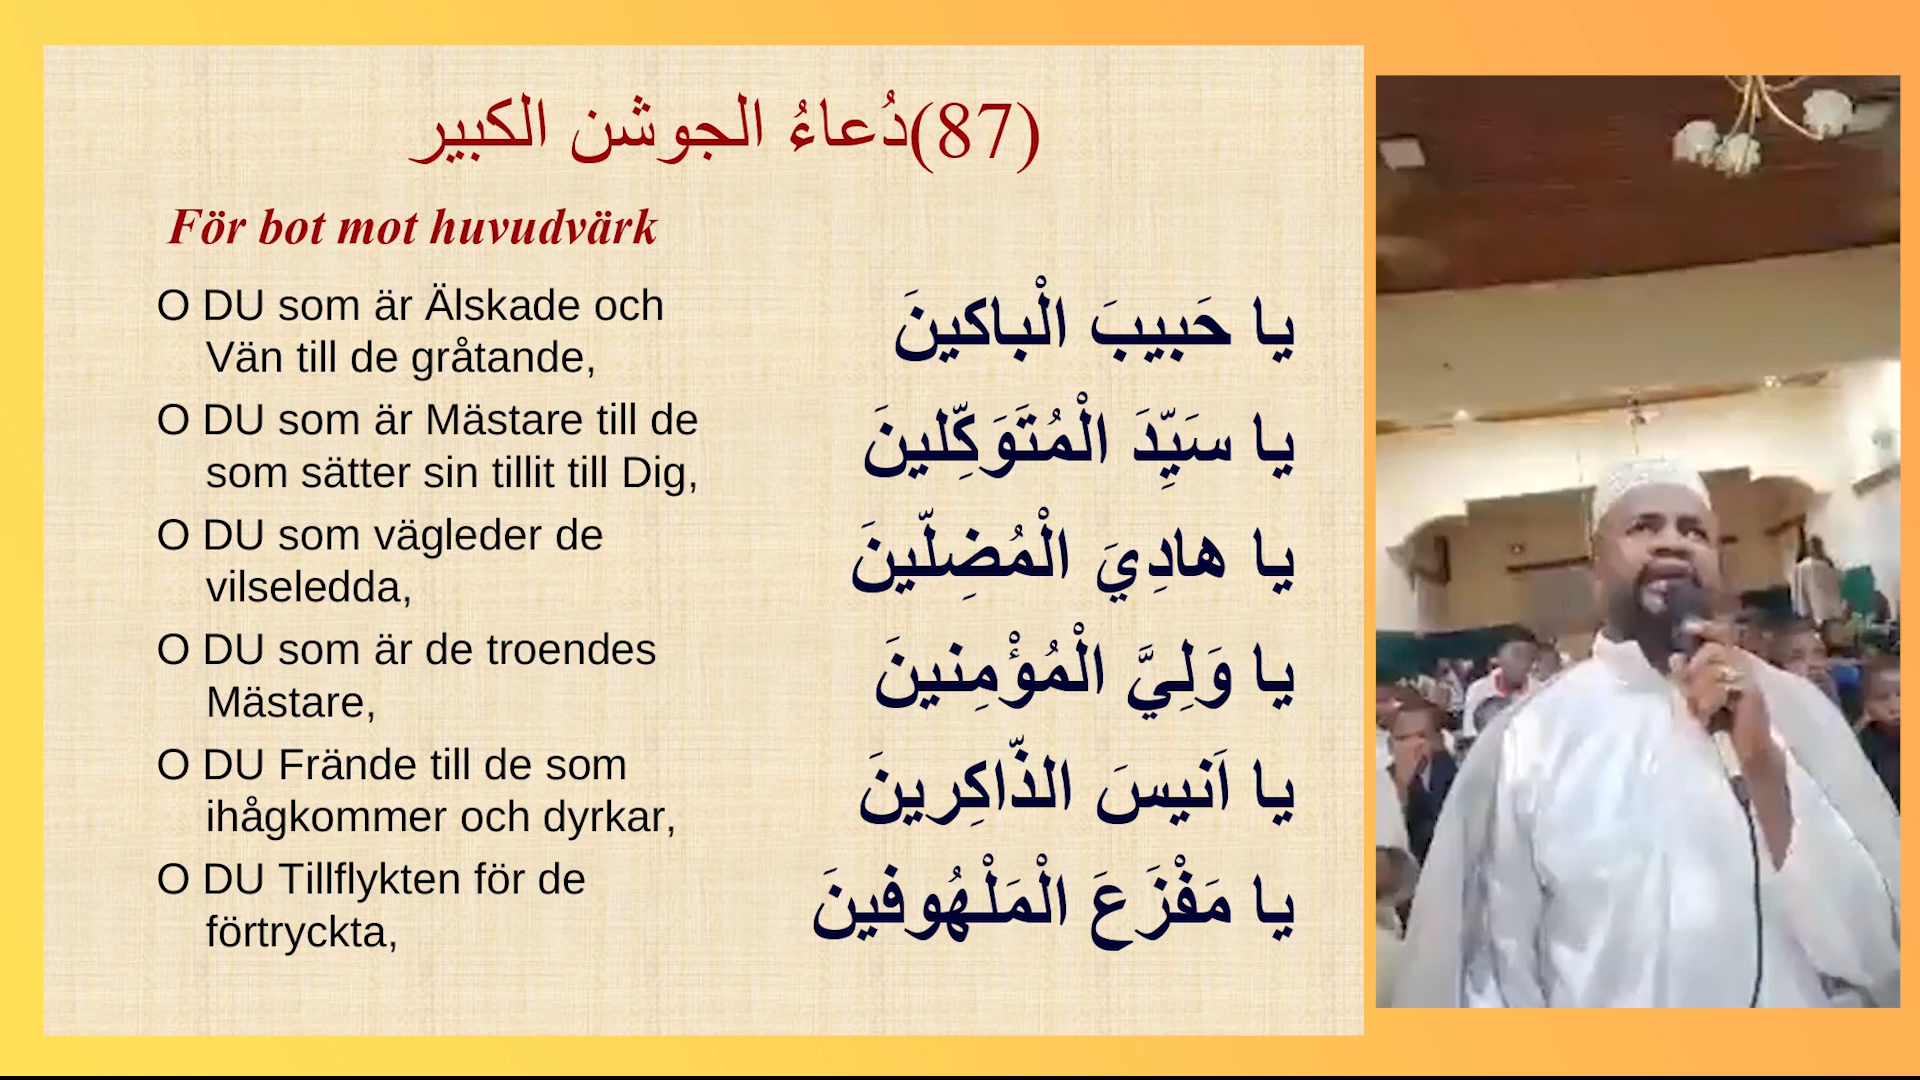 (87)دُعاءُ الجوشن الكبير
För bot mot huvudvärk
O DU som är Älskade och
Vän till de gråtande,
O DU som är Mästare till de
som sätter sin tillit till Dig,
O DU som vägleder de
vilseledda,
O DU som är de troendes
Mästare,
O DU Frände till de som
ihågkommer och dyrkar,
O DU Tillflykten för de
förtryckta,
يا حَبيبَ الْباكينَ
يا سَيِّدَ الْمُتَوَكِّلينَ
يا هادِيَ الْمُضِلّينَ
يا وَلِيَّ الْمُؤْمِنينَ
يا اَنيسَ الذّاكِرينَ
يا مَفْزَعَ الْمَلْهُوفينَ